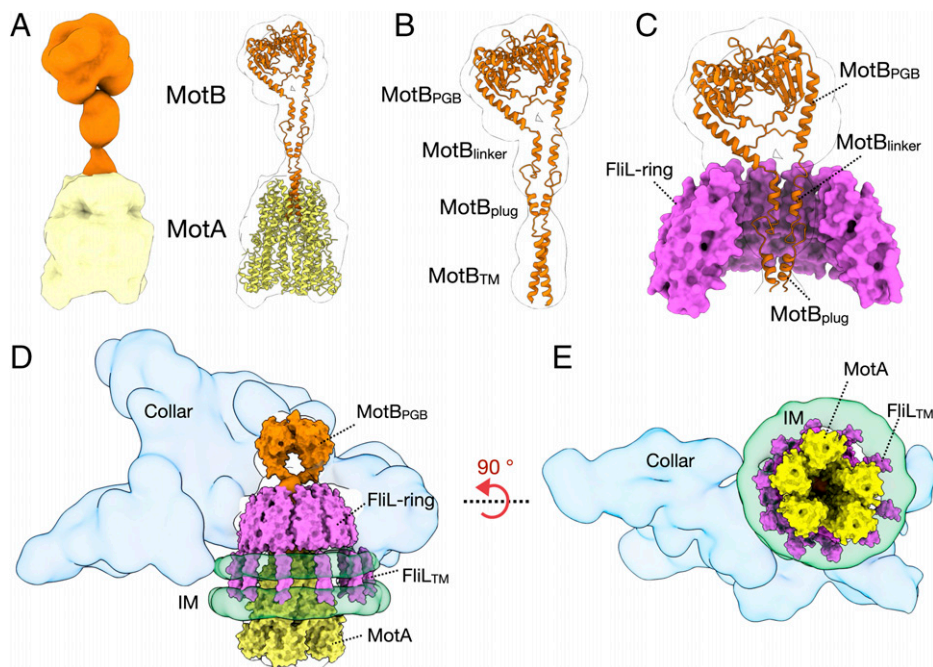 A
MotB
MotA
B
MotBPGB
MotBlinker
MotBplug
MotBTM
C
MotBPGB
MotBlinker
FliL-ring
MotBplug
D
Collar
MotBPGB
FliL-ring
FliLTM
IM
MotA
90 °
E
MotA
FliLTM
IM
Collar